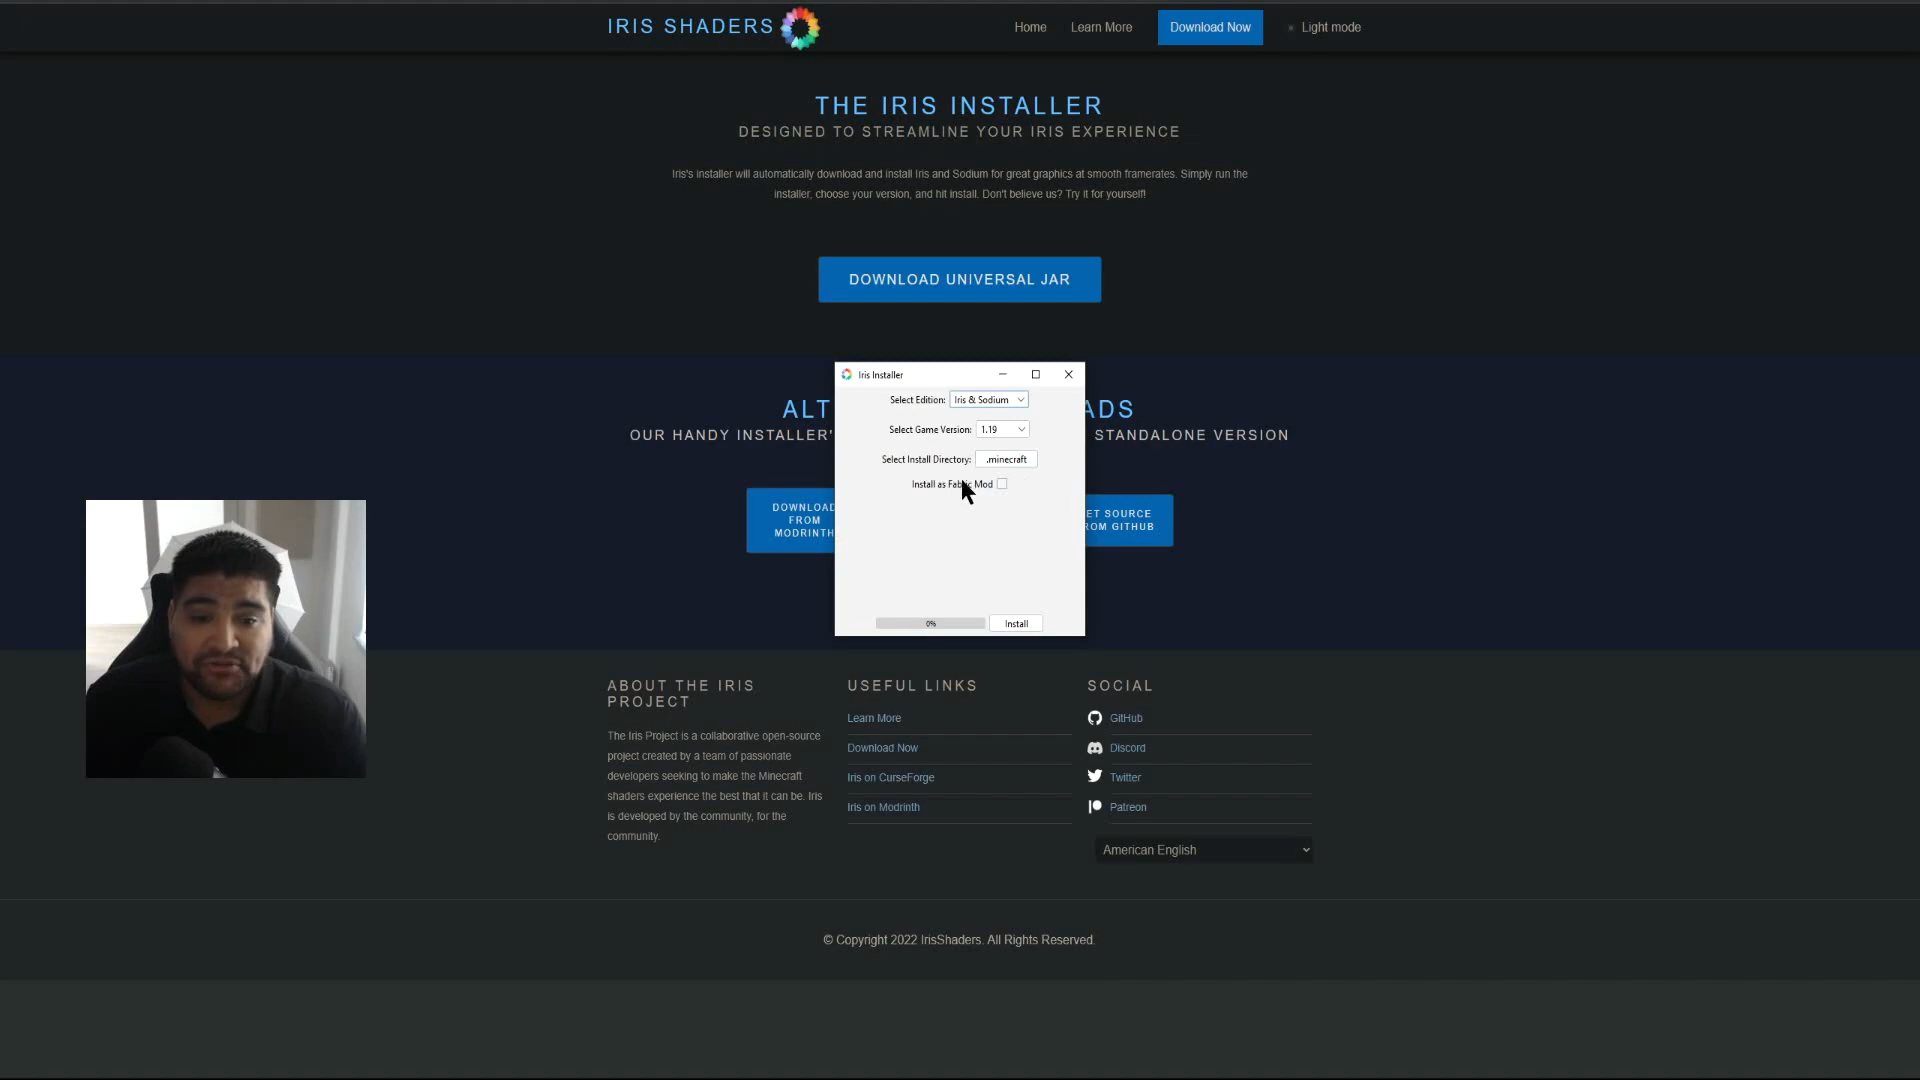 IRIS SHADERS
Home
Learn More
Download Now
Light mode
THE IRIS INSTALLER
DESIGNED TO STREAMLINE YOUR IRIS EXPERIENCE
Iris's installer will automatically download and install Iris and Sodium for great graphics at smooth framerates. Simply run the
installer, choose your version, and hit install. Don't believe us? Try it for yourself!
DOWNLOAD UNIVERSAL JAR
Iris Installer
Select Edition: Iris & Sodium
Select Game Version: 1.19
Select Install Directory: .minecraft
Install as Fabric Mod
0%
Install
ALT
ADS
OUR HANDY INSTALLER'
STANDALONE VERSION
DOWNLOAD
FROM
MODRINTH
ET SOURCE
ROM GITHUB
ABOUT THE IRIS
PROJECT
The Iris Project is a collaborative open-source
project created by a team of passionate
developers seeking to make the Minecraft
shaders experience the best that it can be. Iris
is developed by the community, for the
community.
USEFUL LINKS
Learn More
Download Now
Iris on CurseForge
Iris on Modrinth
SOCIAL
GitHub
Discord
Twitter
Patreon
American English
© Copyright 2022 IrisShaders. All Rights Reserved.